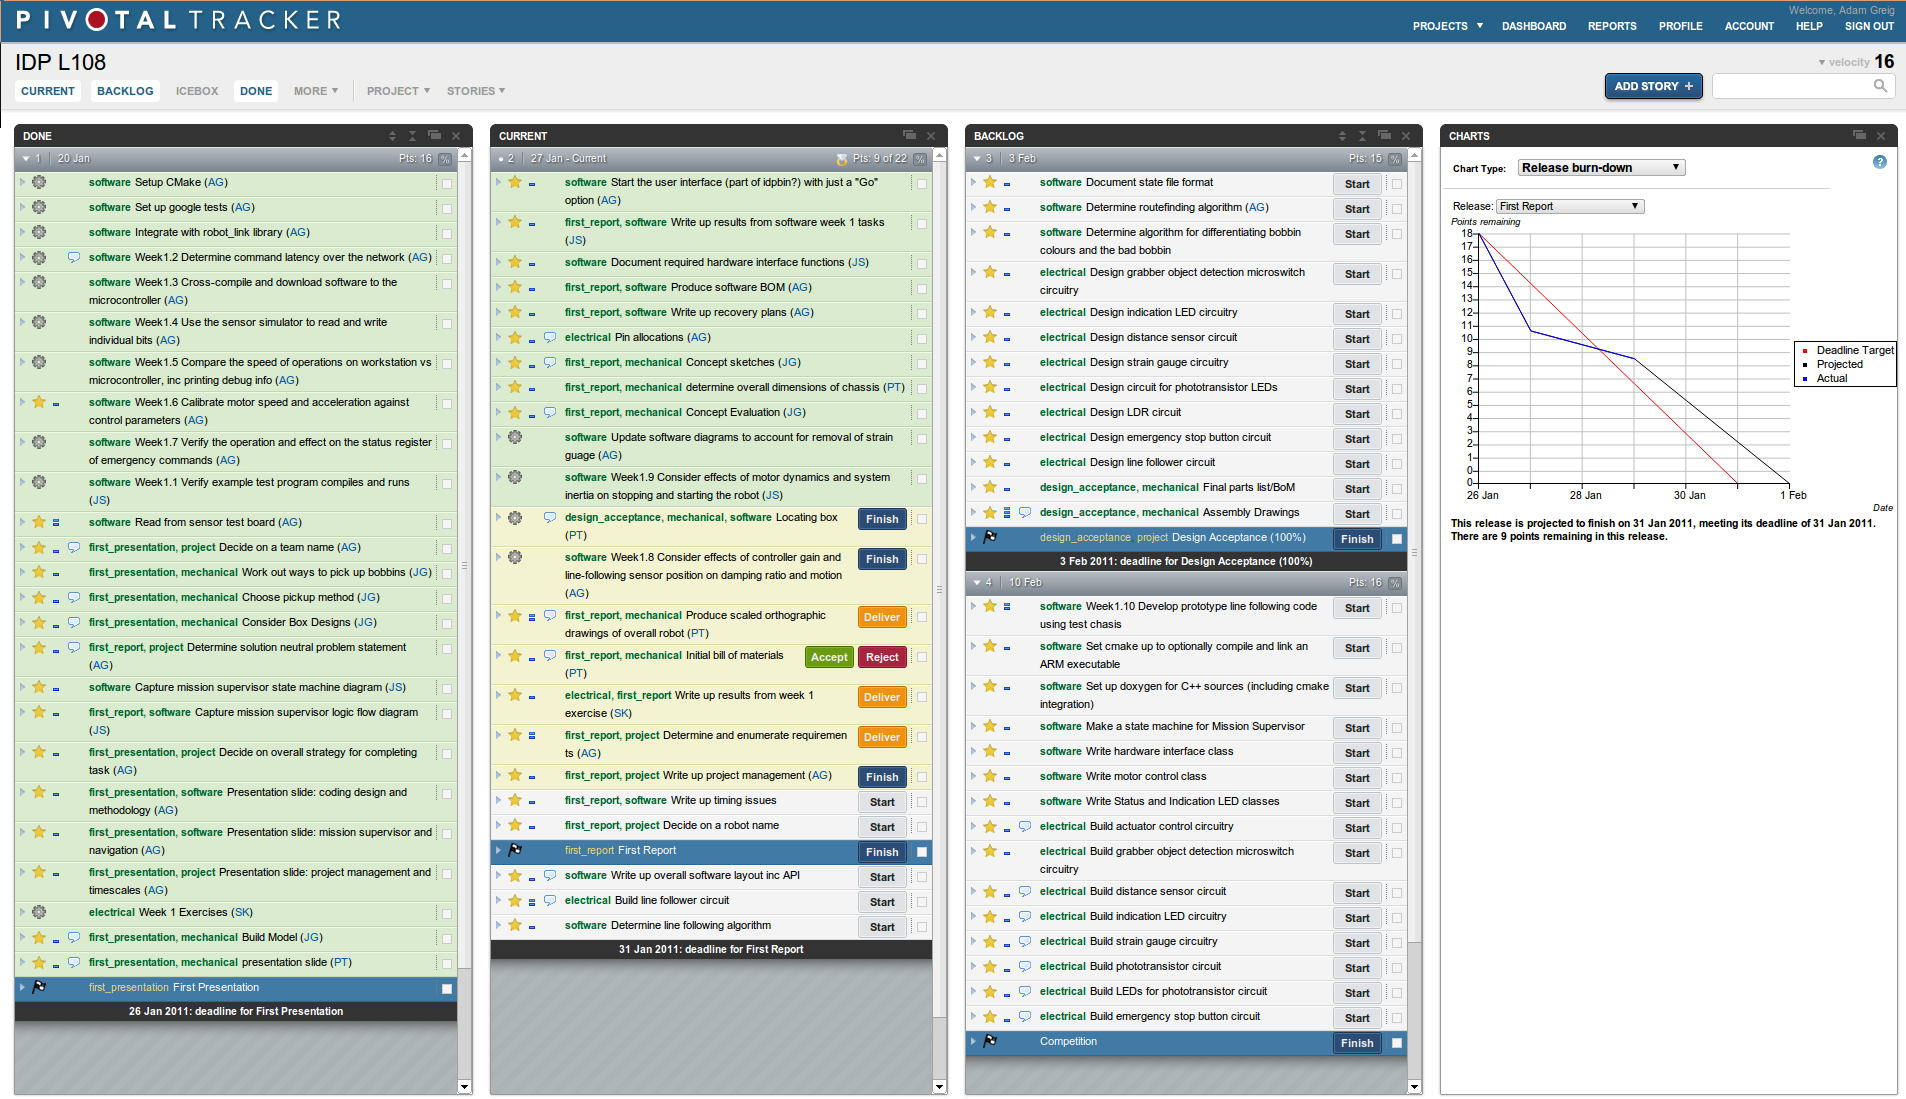 PIVOTAL TRACKER
Welcome, Adam Greig
PROJECTS DASHBOARD REPORTS PROFILE ACCOUNT HELP SIGN OUT
IDP L108
velocity 16
CURRENT BACKLOG ICEBOX DONE MORE PROJECT STORIES
ADD STORY +
DONE
1 20 Jan Pts: 16 %
software Setup CMake (AG)
software Set up google tests (AG)
software Integrate with robot_link library (AG)
software Week1.2 Determine command latency over the network (AG)
software Week1.3 Cross-compile and download software to the
microcontroller (AG)
software Week1.4 Use the sensor simulator to read and write
individual bits (AG)
software Week1.5 Compare the speed of operations on workstation vs
microcontroller, inc printing debug info (AG)
software Week1.6 Calibrate motor speed and acceleration against
control parameters (AG)
software Week1.7 Verify the operation and effect on the status register
of emergency commands (AG)
software Week1.1 Verify example test program compiles and runs
(JS)
software Read from sensor test board (AG)
first_presentation, project Decide on a team name (AG)
first_presentation, mechanical Work out ways to pick up bobbins (JG)
first_presentation, mechanical Choose pickup method (JG)
first_presentation, mechanical Consider Box Designs (JG)
first_report, project Determine solution neutral problem statement
(AG)
software Capture mission supervisor state machine diagram (JS)
first_report, software Capture mission supervisor logic flow diagram
(JS)
first_presentation, project Decide on overall strategy for completing
task (AG)
first_presentation, software Presentation slide: coding design and
methodology (AG)
first_presentation, software Presentation slide: mission supervisor and
navigation (AG)
first_presentation, project Presentation slide: project management and
timescales (AG)
electrical Week 1 Exercises (SK)
first_presentation, mechanical Build Model (JG)
first_presentation, mechanical presentation slide (PT)
first_presentation First Presentation
26 Jan 2011: deadline for First Presentation
CURRENT
2 27 Jan - Current Pts: 9 of 22 %
software Start the user interface (part of idpbin?) with just a "Go"
option (AG)
first_report, software Write up results from software week 1 tasks
(JS)
software Document required hardware interface functions (JS)
first_report, software Produce software BOM (AG)
first_report, software Write up recovery plans (AG)
electrical Pin allocations (AG)
first_report, mechanical Concept sketches (JG)
first_report, mechanical determine overall dimensions of chassis (PT)
first_report, mechanical Concept Evaluation (JG)
software Update software diagrams to account for removal of strain
guage (AG)
software Week1.9 Consider effects of motor dynamics and system
inertia on stopping and starting the robot (JS)
design_acceptance, mechanical, software Locating box Finish
(PT)
software Week1.8 Consider effects of controller gain and Finish
line-following sensor position on damping ratio and motion
(AG)
first_report, mechanical Produce scaled orthographic Deliver
drawings of overall robot (PT)
first_report, mechanical Initial bill of materials Accept Reject
(PT)
electrical, first_report Write up results from week 1 Deliver
exercise (SK)
first_report, project Determine and enumerate requiremen Deliver
ts (AG)
first_report, project Write up project management (AG) Finish
first_report, software Write up timing issues Start
first_report, project Decide on a robot name Start
first_report First Report Finish
software Write up overall software layout inc API Start
electrical Build line follower circuit Start
software Determine line following algorithm Start
31 Jan 2011: deadline for First Report
BACKLOG
3 3 Feb Pts: 15 %
software Document state file format Start
software Determine routefinding algorithm (AG) Start
software Determine algorithm for differentiating bobbin Start
colours and the bad bobbin
electrical Design grabber object detection microswitch Start
circuitry
electrical Design indication LED circuitry Start
electrical Design distance sensor circuit Start
electrical Design strain gauge circuitry Start
electrical Design circuit for phototransistor LEDs Start
electrical Design LDR circuit Start
electrical Design emergency stop button circuit Start
electrical Design line follower circuit Start
design_acceptance, mechanical Final parts list/BoM Start
design_acceptance, mechanical Assembly Drawings Start
design_acceptance project Design Acceptance (100%) Finish
3 Feb 2011: deadline for Design Acceptance (100%)
4 10 Feb Pts: 16 %
software Week1.10 Develop prototype line following code Start
using test chasis
software Set cmake up to optionally compile and link an Start
ARM executable
software Set up doxygen for C++ sources (including cmake Start
integration)
software Make a state machine for Mission Supervisor Start
software Write hardware interface class Start
software Write motor control class Start
software Write Status and Indication LED classes Start
electrical Build actuator control circuitry Start
electrical Build grabber object detection microswitch Start
circuitry
electrical Build distance sensor circuit Start
electrical Build indication LED circuitry Start
electrical Build strain gauge circuitry Start
electrical Build phototransistor circuit Start
electrical Build LEDs for phototransistor circuit Start
electrical Build emergency stop button circuit Start
Competition Finish
CHARTS
Chart Type: Release burn-down ?
Release: First Report
Points remaining
18
17
16
15
14
13
12
11
10
9
8
7
6
5
4
3
2
1
0
0
26 Jan 28 Jan 30 Jan 1 Feb
Date
Deadline Target
Projected
Actual
This release is projected to finish on 31 Jan 2011, meeting its deadline of 31 Jan 2011.
There are 9 points remaining in this release.